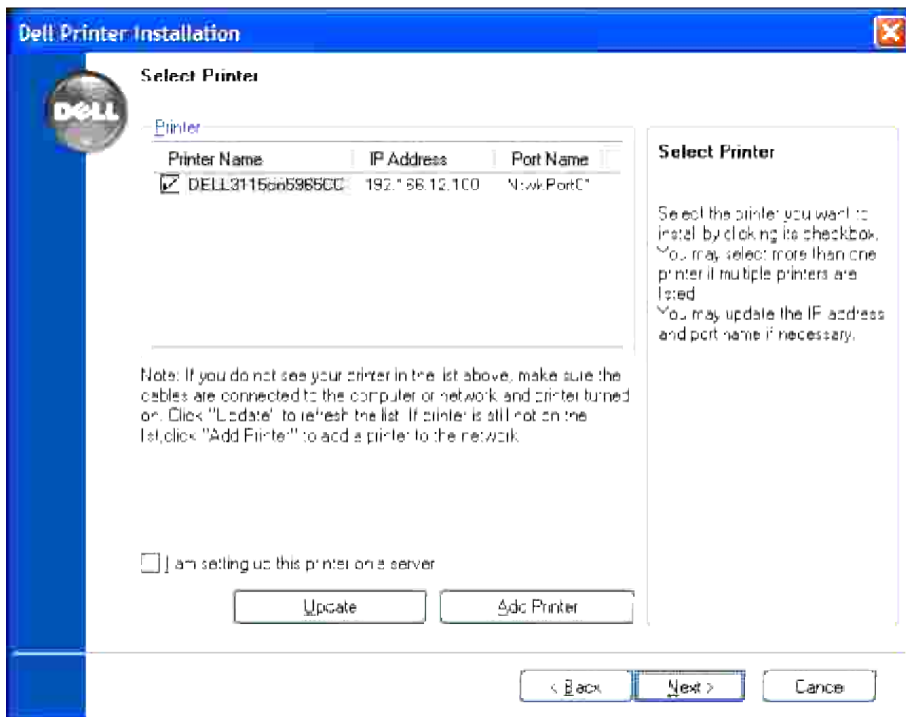 Dell Printer Installation
Select Printer
DELL
Printer
Printer Name IP Address Port Name
DELL3115cn5965CC 192.168.12.100
Note: If you do not see your printer in the list above, make sure the
cables are connected to the computer or network and printer turned
on. Click "Update" to refresh the list. If printer is still not on the
list,click "Add Printer" to add a printer to the network.
I am setting up this printer on a server
Update Add Printer
Select Printer
Select the printer you want to
install by clicking its checkbox.
You may select more than one
printer if multiple printers are
listed.
You may update the IP address
and port name if necessary.
< Back Next > Cancel